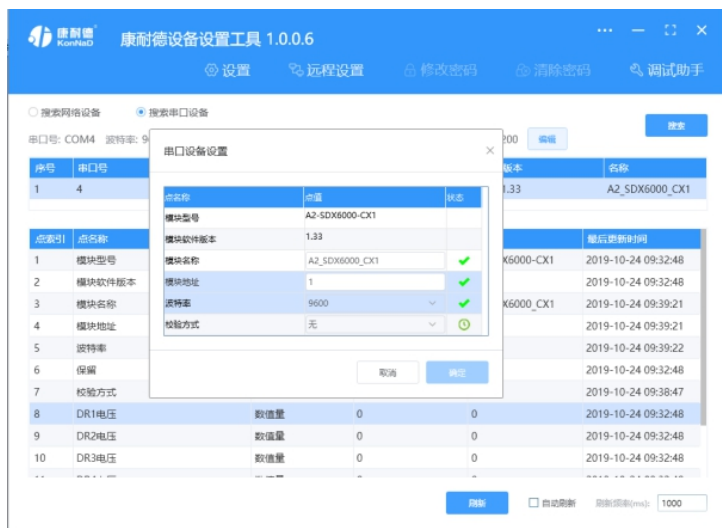 康耐德®
KonNaD
康耐德设备设置工具 1.0.0.6
设置 远程设置 合修改密码 清除密码 调试助手
搜索网络设备 搜索串口设备
搜索
串口号: COM4 波特率: 9 200 编辑
串口设备设置
序号 串口号 版本 名称
1 4 1.33 A2_SDX6000_CX1
点名称 点值 状态
模块型号 A2-SDX6000-CX1
模块软件版本 1.33
模块名称 A2_SDX6000_CX1
模块地址 1
波特率 9600
校验方式 无
取消 确定
点索引 点名称 最后更新时间
1 模块型号 X6000-CX1 2019-10-24 09:32:48
2 模块软件版本 2019-10-24 09:32:48
3 模块名称 X6000_CX1 2019-10-24 09:39:21
4 模块地址 2019-10-24 09:39:21
5 波特率 2019-10-24 09:39:22
6 保留 2019-10-24 09:32:48
7 校验方式 2019-10-24 09:38:47
8 DR1电压 数值量 0 0 2019-10-24 09:32:48
9 DR2电压 数值量 0 0 2019-10-24 09:32:48
10 DR3电压 数值量 0 0 2019-10-24 09:32:48
刷新 自动刷新 刷新频率(ms): 1000